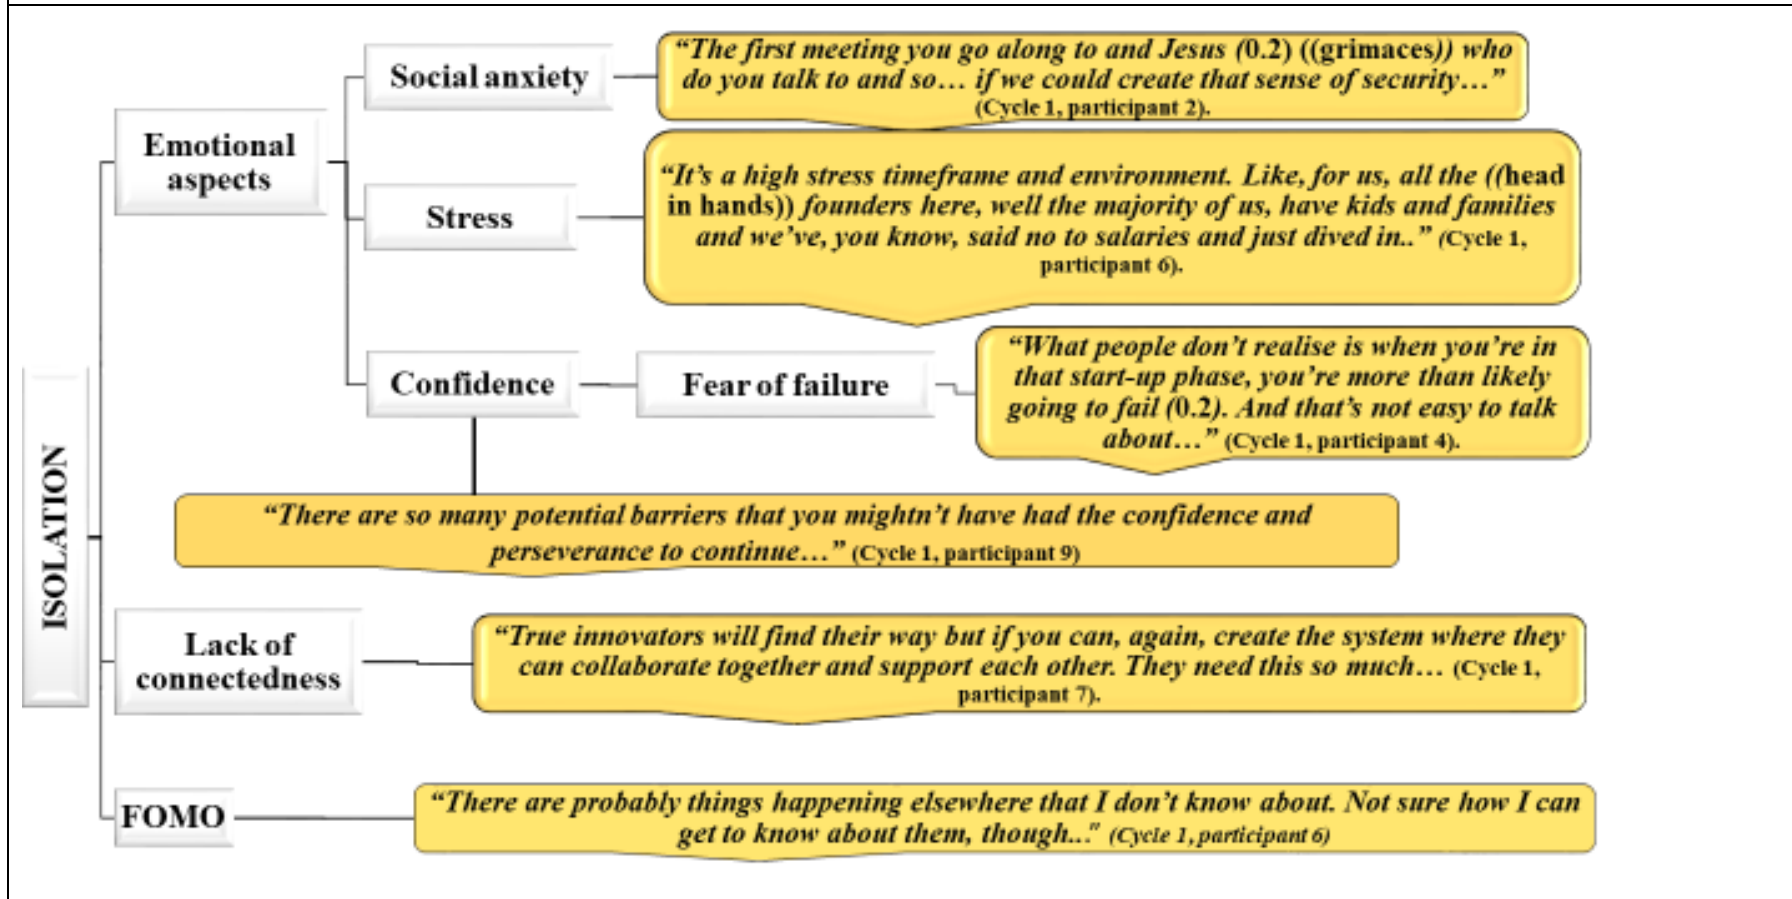 ISOLATION
Emotional
aspects
Social anxiety
“The first meeting you go along to and Jesus (0.2) ((grimaces)) who
do you talk to and so… if we could create that sense of security…”
(Cycle 1, participant 2).
Stress
“It’s a high stress timeframe and environment. Like, for us, all the ((head
in hands)) founders here, well the majority of us, have kids and families
and we’ve, you know, said no to salaries and just dived in..” (Cycle 1,
participant 6).
Confidence
Fear of failure
“What people don’t realise is when you’re in
that start-up phase, you’re more than likely
going to fail (0.2). And that’s not easy to talk
about…” (Cycle 1, participant 4).
“There are so many potential barriers that you mightn’t have had the confidence and
perseverance to continue…” (Cycle 1, participant 9)
Lack of
connectedness
“True innovators will find their way but if you can, again, create the system where they
can collaborate together and support each other. They need this so much… (Cycle 1,
participant 7).
FOMO
“There are probably things happening elsewhere that I don’t know about. Not sure how I can
get to know about them, though..." (Cycle 1, participant 6)